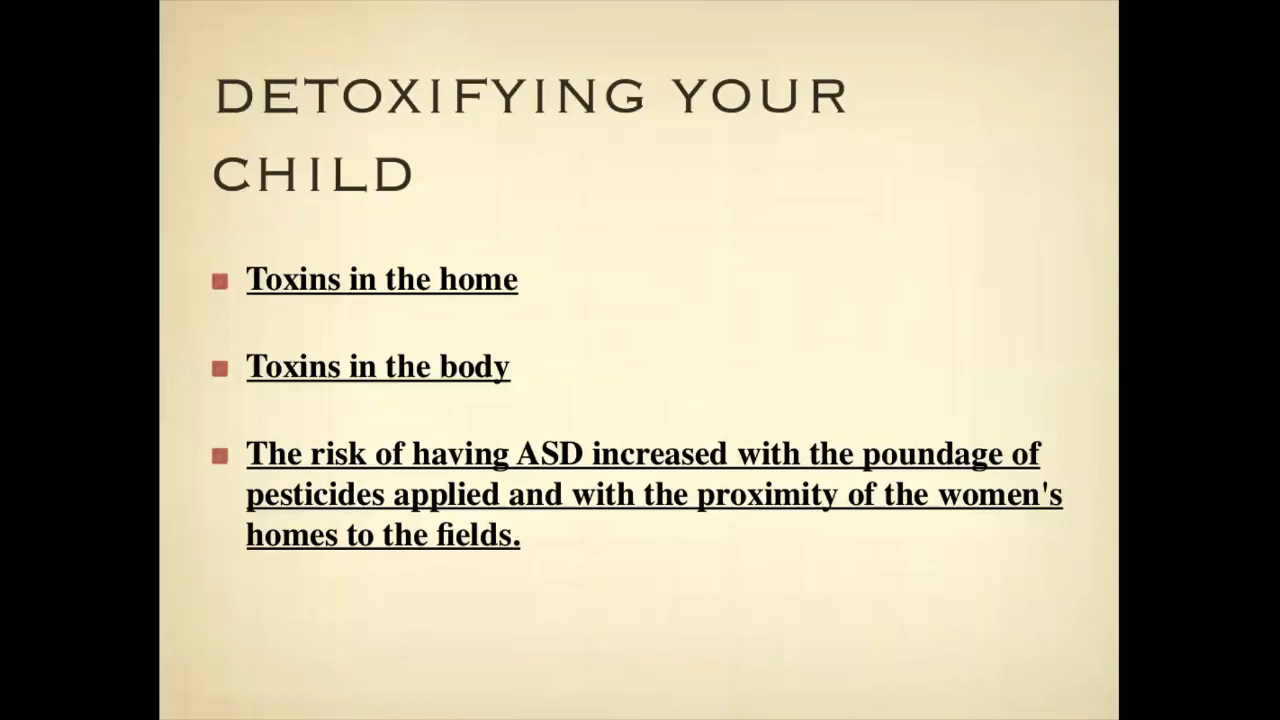 DETOXIFYING YOUR
CHILD
Toxins in the home
Toxins in the body
The risk of having ASD increased with the poundage of
pesticides applied and with the proximity of the women's
homes to the fields.